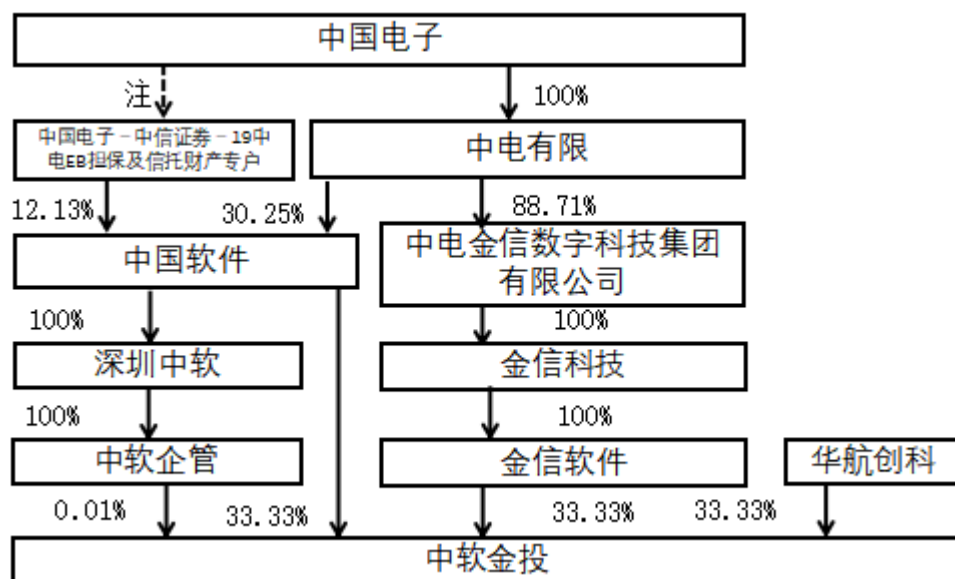 中国电子
注
100%
中国电子－中信证券－19中
电EB担保及信托财产专户
中电有限
12.13%
30.25%
88.71%
中国软件
中电金信数字科技集团
有限公司
100%
100%
深圳中软
金信科技
100%
100%
中软企管
金信软件
华航创科
0.01%
33.33%
33.33%
33.33%
中软金投